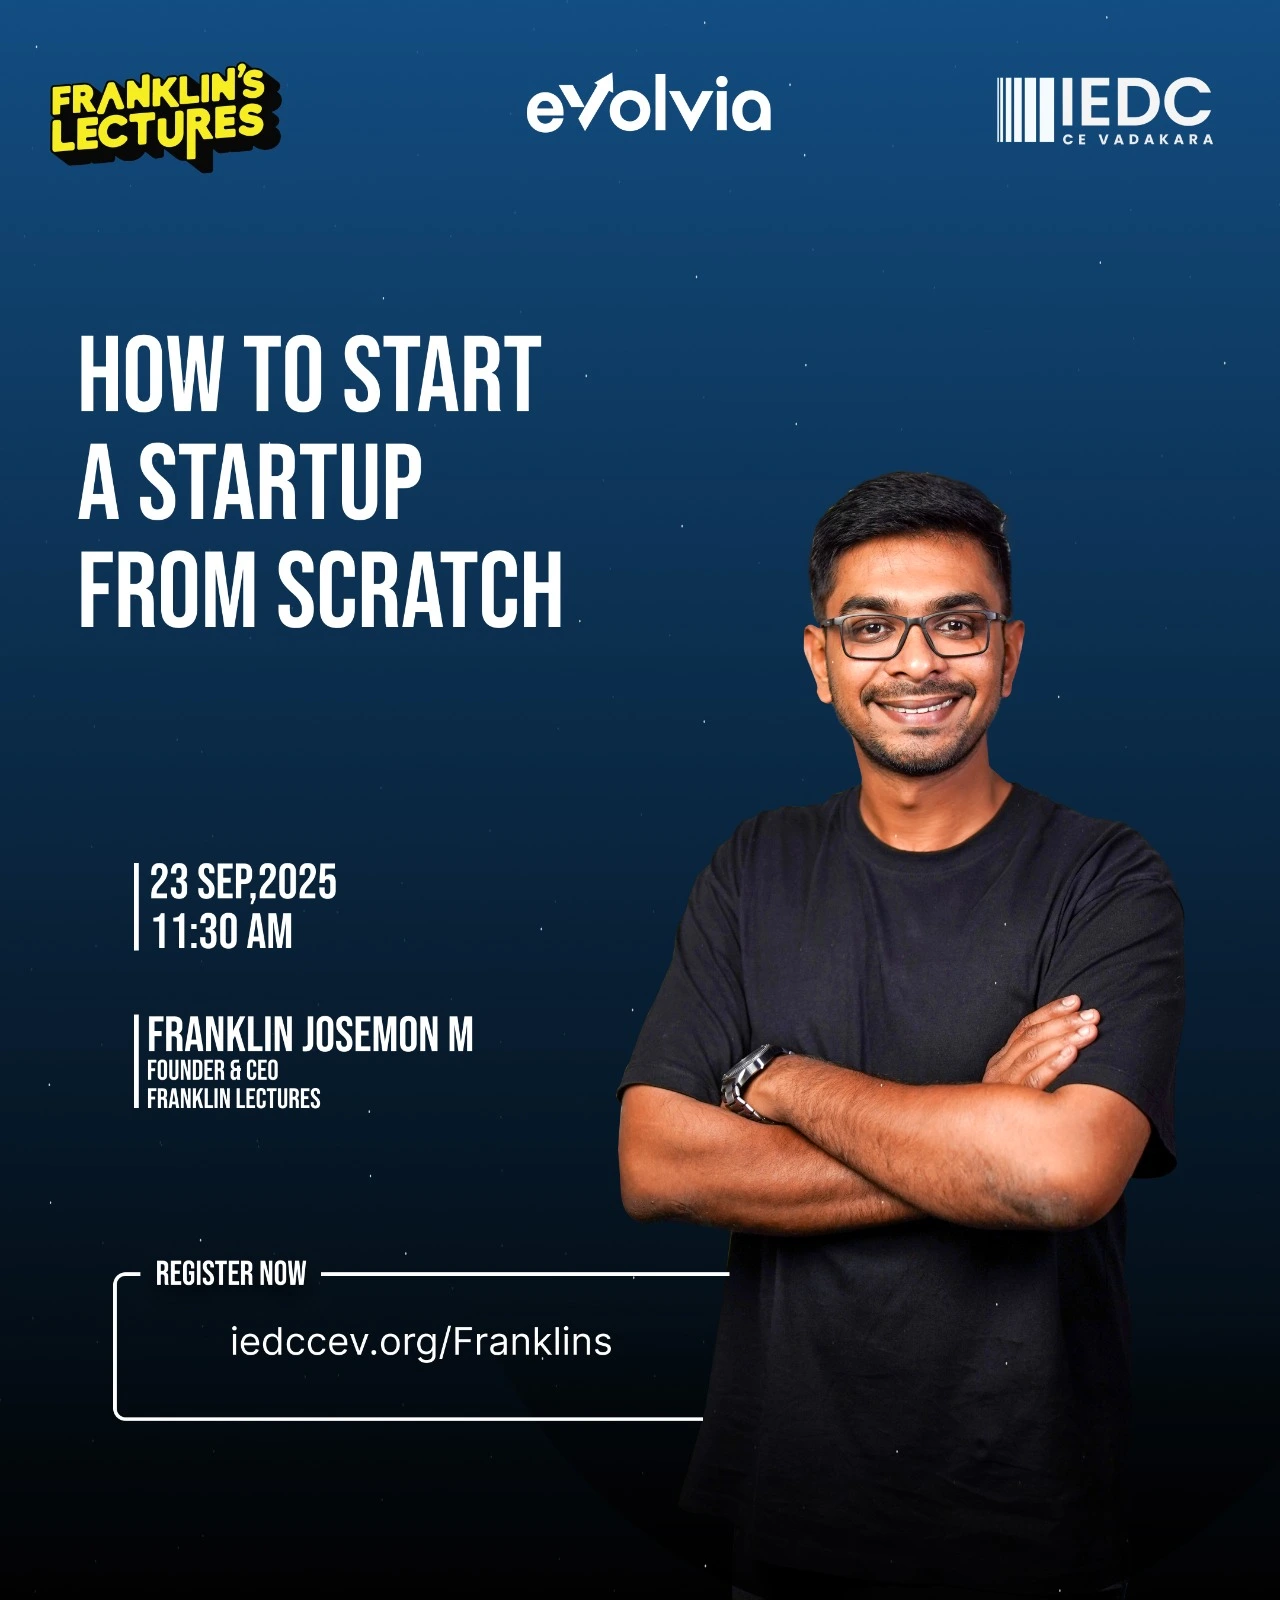 FRANKLIN'S
LECTURES
evolvia
IEDC
CE VADAKARA
HOW TO START
A STARTUP
FROM SCRATCH
23 SEP,2025
11:30 AM
FRANKLIN JOSEMON M
FOUNDER & CEO
FRANKLIN LECTURES
REGISTER NOW
iedccev.org/Franklins